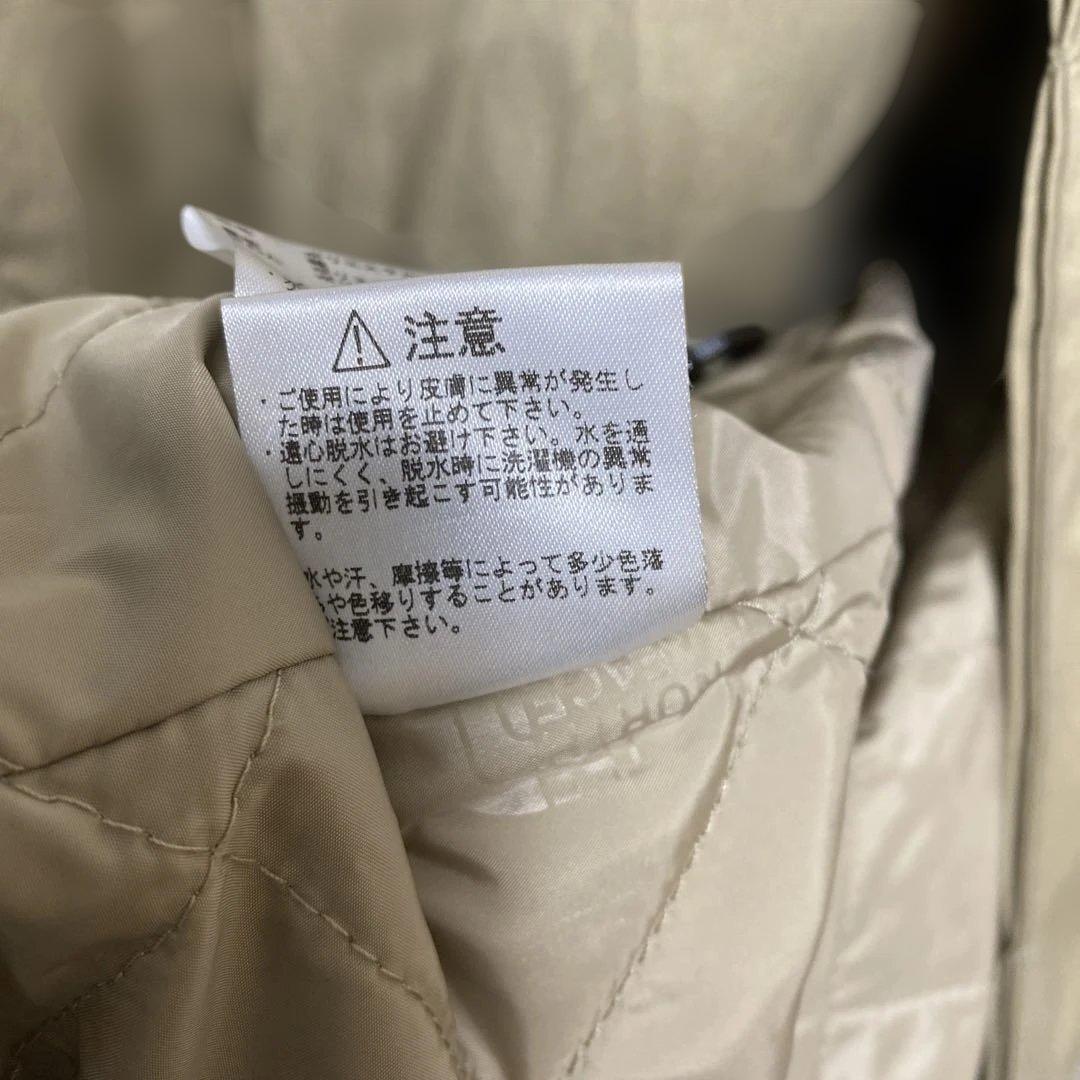 注意
・ご使用により皮膚に異常が発生し
た時は使用を止めて下さい。
・遠心脱水はお避け下さい。水を通
しにくく、脱水時に洗濯機の異常
振動を引き起こす可能性がありま
す。
水や汗、摩擦等によって多少色落
や色移りすることがあります。
注意下さい。